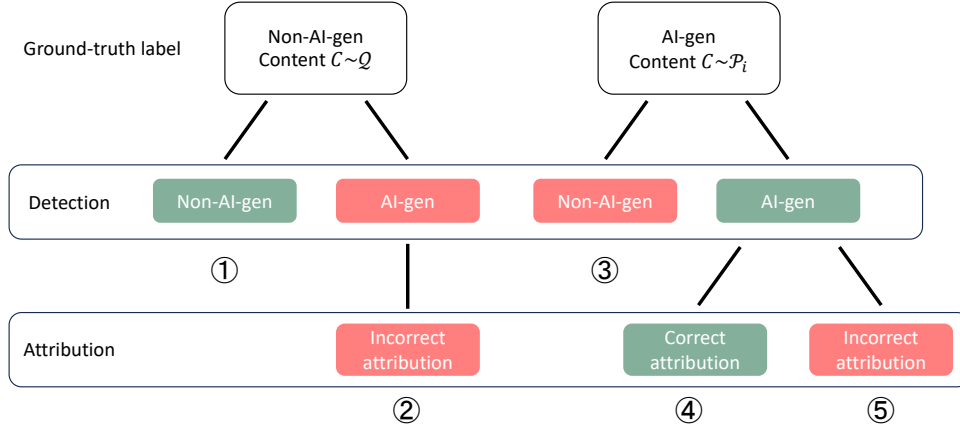 Ground-truth label
Non-AI-gen
Content C~Q
AI-gen
Content C~𝒫ᵢ
Detection
Non-AI-gen
AI-gen
Non-AI-gen
AI-gen
①
③
Attribution
Incorrect
attribution
Correct
attribution
Incorrect
attribution
②
④
⑤